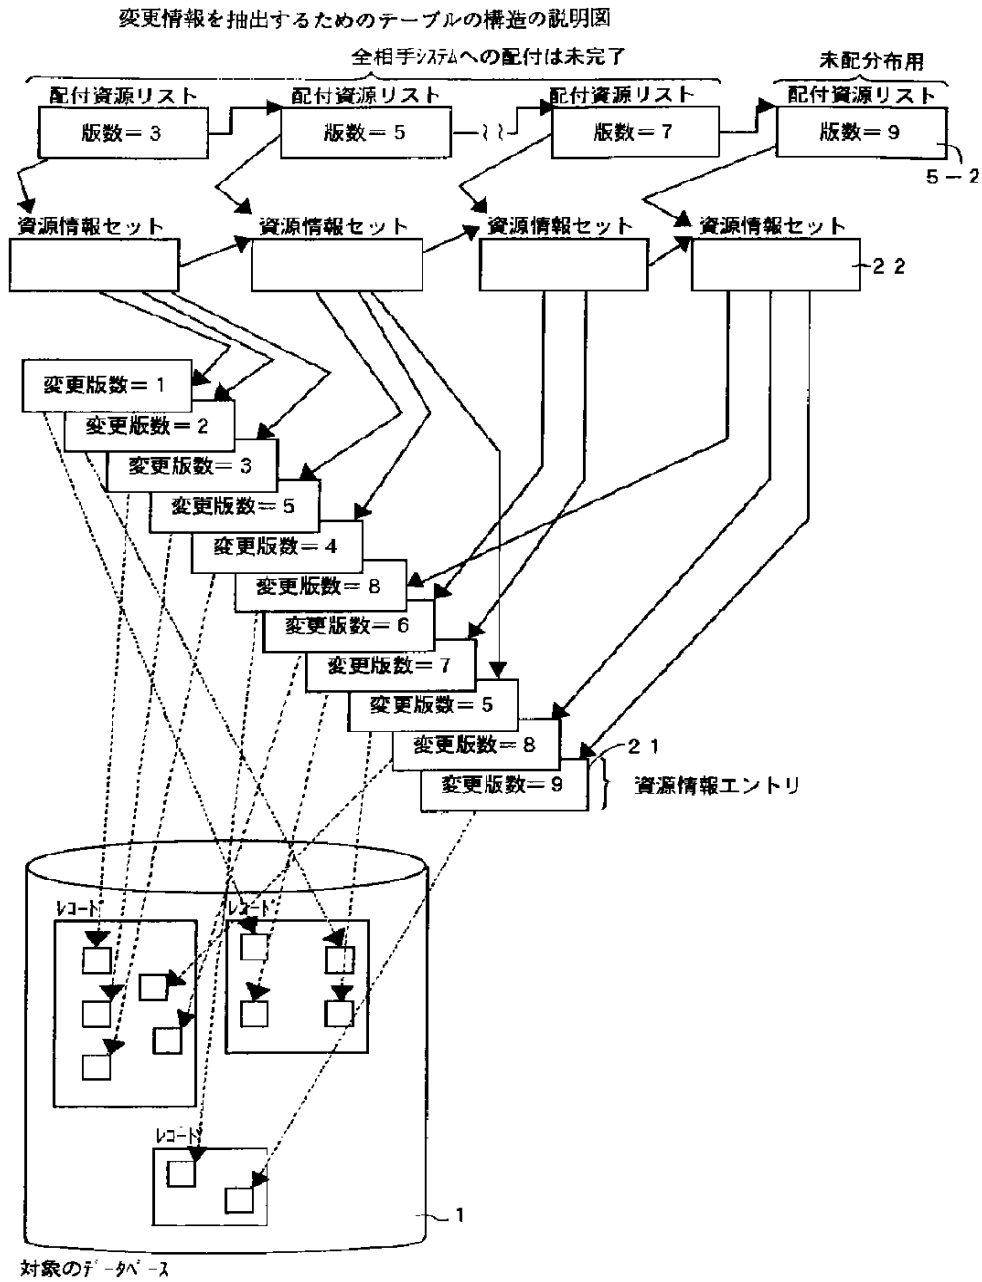 変更情報を抽出するためのテーブルの構造の説明図
全相手システムへの配付は未完了
未配分布用
配付資源リスト
配付資源リスト
配付資源リスト
配付資源リスト
版数=3
版数=5
版数=7
版数=9
5-2
資源情報セット
資源情報セット
資源情報セット
資源情報セット
22
変更版数=1
変更版数=2
変更版数=3
変更版数=5
変更版数=4
変更版数=8
変更版数=6
変更版数=7
変更版数=5
変更版数=8
変更版数=9
21
資源情報エントリ
レコード
レコード
レコード
1
対象のデータベース